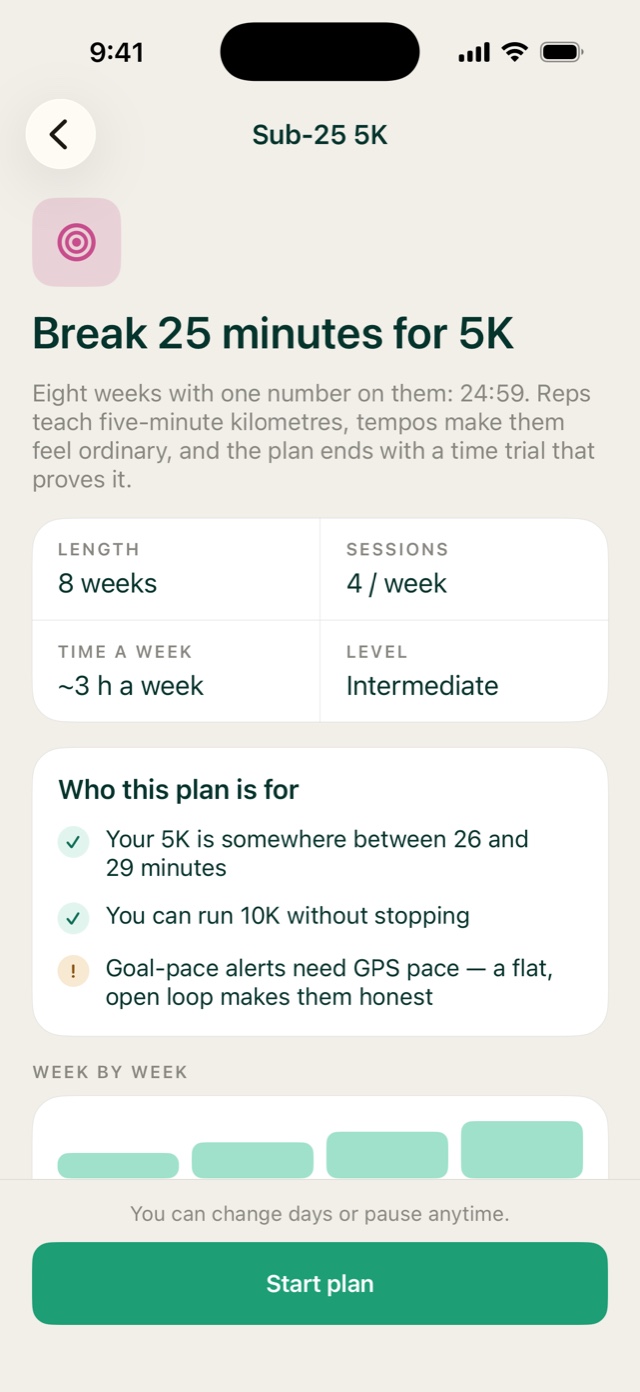 9:41
Sub-25 5K
Break 25 minutes for 5K
Eight weeks with one number on them: 24:59. Reps
teach five-minute kilometres, tempos make them
feel ordinary, and the plan ends with a time trial that
proves it.
LENGTH
8 weeks
SESSIONS
4 / week
TIME A WEEK
~3 h a week
LEVEL
Intermediate
Who this plan is for
Your 5K is somewhere between 26 and
29 minutes
You can run 10K without stopping
Goal-pace alerts need GPS pace — a flat,
open loop makes them honest
WEEK BY WEEK
You can change days or pause anytime.
Start plan